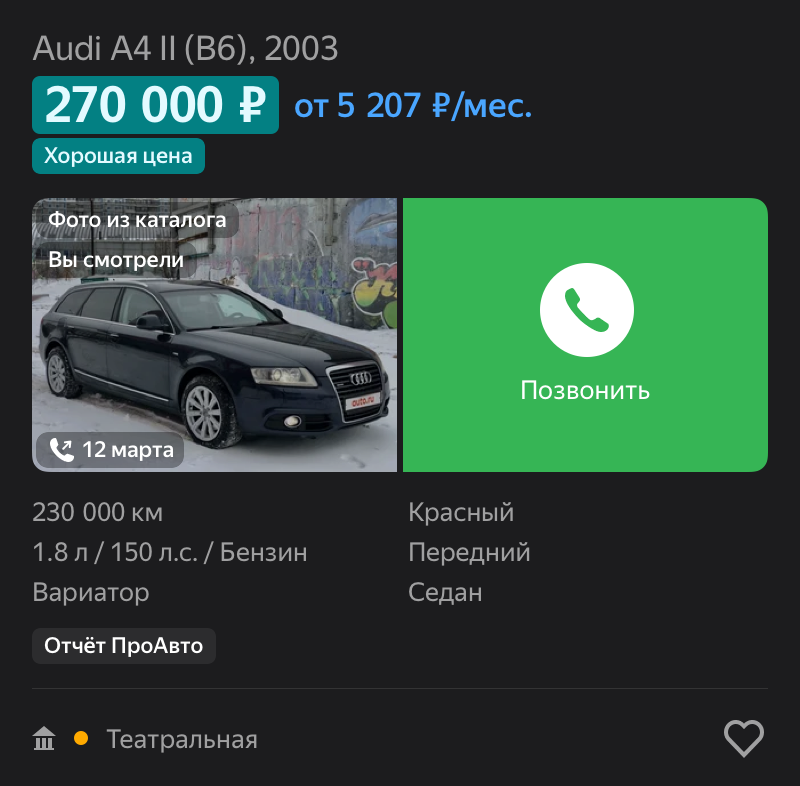 Audi A4 II (B6), 2003
270 000 ₽ от 5 207 ₽/мес.
Хорошая цена
Фото из каталога
Вы смотрели
auto.ru
12 марта
Позвонить
230 000 км
Красный
1.8 л / 150 л.с. / Бензин
Передний
Вариатор
Седан
Отчёт ПроАвто
Театральная